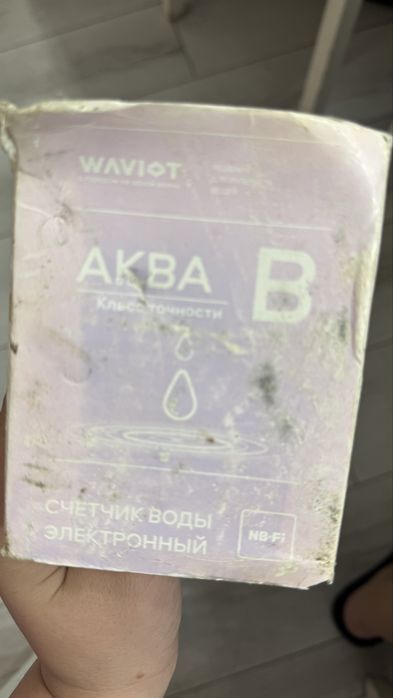 WAVIOT
АКВА
B
Класс точности
СЧЕТЧИК ВОДЫ
ЭЛЕКТРОННЫЙ
NB-Fi